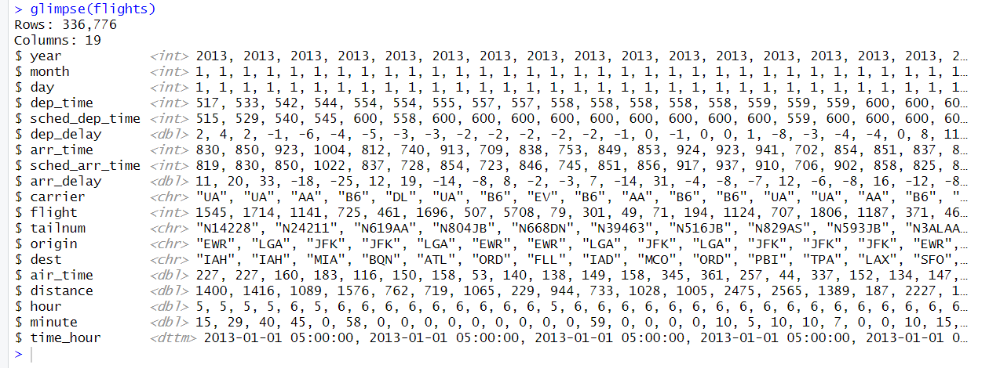 > glimpse(flights)
Rows: 336,776
Columns: 19
$ year <int> 2013, 2013, 2013, 2013, 2013, 2013, 2013, 2013, 2013, 2013, 2013, 2013, 2013, 2013, 2013, 2013, 2…
$ month <int> 1, 1, 1, 1, 1, 1, 1, 1, 1, 1, 1, 1, 1, 1, 1, 1, 1, 1, 1, 1, 1, 1, 1, 1, 1, 1, 1, 1, 1, 1, 1, 1, 1…
$ day <int> 1, 1, 1, 1, 1, 1, 1, 1, 1, 1, 1, 1, 1, 1, 1, 1, 1, 1, 1, 1, 1, 1, 1, 1, 1, 1, 1, 1, 1, 1, 1, 1, 1…
$ dep_time <int> 517, 533, 542, 544, 554, 554, 555, 557, 557, 558, 558, 558, 558, 558, 559, 559, 559, 600, 600, 60…
$ sched_dep_time <int> 515, 529, 540, 545, 600, 558, 600, 600, 600, 600, 600, 600, 600, 600, 600, 559, 600, 600, 600, 60…
$ dep_delay <dbl> 2, 4, 2, -1, -6, -4, -5, -3, -3, -2, -2, -2, -2, -2, -1, 0, -1, 0, 0, 1, -8, -3, -4, -4, 0, 8, 11…
$ arr_time <int> 830, 850, 923, 1004, 812, 740, 913, 709, 838, 753, 849, 853, 924, 923, 941, 702, 854, 851, 837, 8…
$ sched_arr_time <int> 819, 830, 850, 1022, 837, 728, 854, 723, 846, 745, 851, 856, 917, 937, 910, 706, 902, 858, 825, 8…
$ arr_delay <dbl> 11, 20, 33, -18, -25, 12, 19, -14, -8, 8, -2, -3, 7, -14, 31, -4, -8, -7, 12, -6, -8, 16, -12, -8…
$ carrier <chr> "UA", "UA", "AA", "B6", "DL", "UA", "B6", "EV", "B6", "AA", "B6", "B6", "UA", "UA", "AA", "B6", "…
$ flight <int> 1545, 1714, 1141, 725, 461, 1696, 507, 5708, 79, 301, 49, 71, 194, 1124, 707, 1806, 1187, 371, 46…
$ tailnum <chr> "N14228", "N24211", "N619AA", "N804JB", "N668DN", "N39463", "N516JB", "N829AS", "N593JB", "N3ALAA…
$ origin <chr> "EWR", "LGA", "JFK", "JFK", "LGA", "EWR", "EWR", "LGA", "JFK", "LGA", "JFK", "JFK", "JFK", "EWR",…
$ dest <chr> "IAH", "IAH", "MIA", "BQN", "ATL", "ORD", "FLL", "IAD", "MCO", "ORD", "PBI", "TPA", "LAX", "SFO",…
$ air_time <dbl> 227, 227, 160, 183, 116, 150, 158, 53, 140, 138, 149, 158, 345, 361, 257, 44, 337, 152, 134, 147,…
$ distance <dbl> 1400, 1416, 1089, 1576, 762, 719, 1065, 229, 944, 733, 1028, 1005, 2475, 2565, 1389, 187, 2227, 1…
$ hour <dbl> 5, 5, 5, 5, 6, 5, 6, 6, 6, 6, 6, 6, 6, 6, 6, 5, 6, 6, 6, 6, 6, 6, 6, 6, 6, 6, 6, 6, 6, 6, 6, 6, 6…
$ minute <dbl> 15, 29, 40, 45, 0, 58, 0, 0, 0, 0, 0, 0, 0, 0, 0, 59, 0, 0, 0, 0, 10, 5, 10, 10, 7, 0, 0, 10, 15,…
$ time_hour <dttm> 2013-01-01 05:00:00, 2013-01-01 05:00:00, 2013-01-01 05:00:00, 2013-01-01 05:00:00, 2013-01-01 0…
>